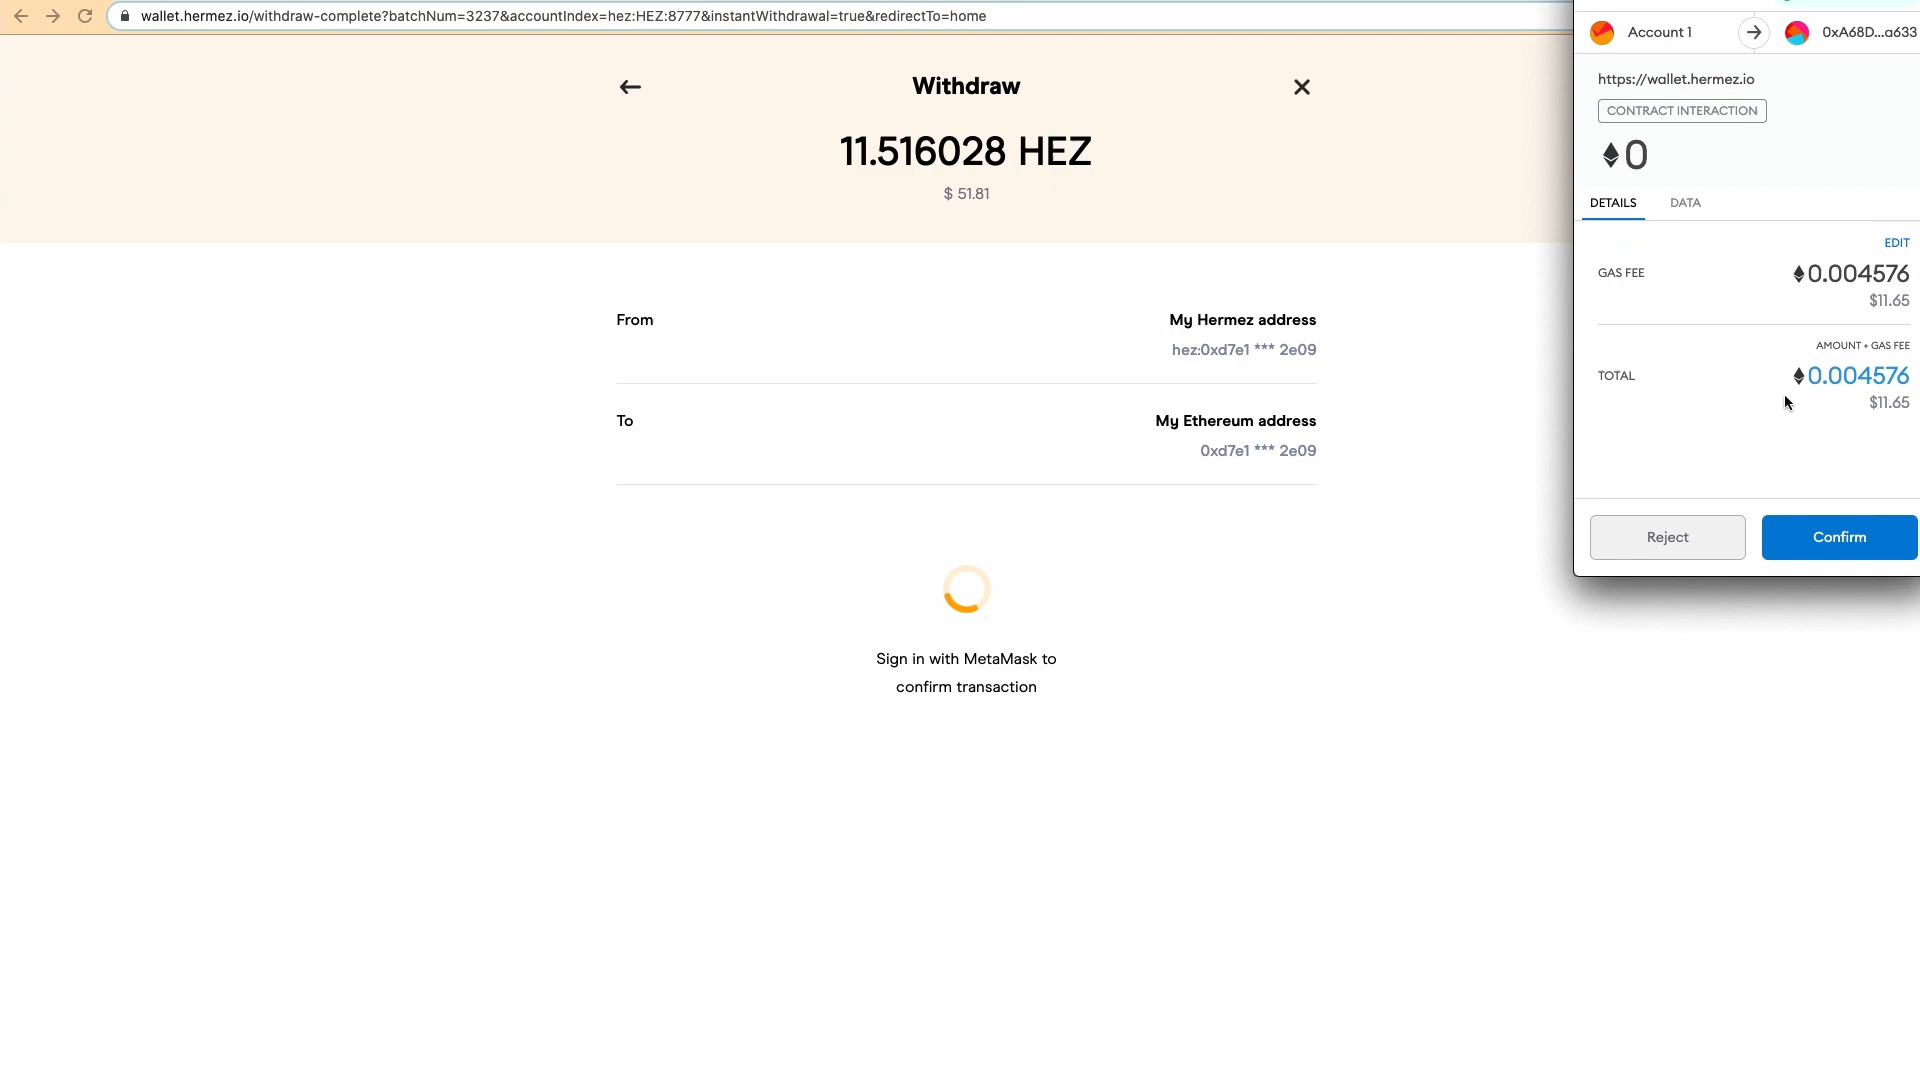 wallet.hermez.io/withdraw-complete?batchNum=3237&accountIndex=hez:HEZ:8777&instantWithdrawal=true&redirectTo=home
Withdraw
11.516028 HEZ
$ 51.81
From
My Hermez address
hez:0xd7e1 *** 2e09
To
My Ethereum address
0xd7e1 *** 2e09
Sign in with MetaMask to
confirm transaction
Account 1
0xA68D...a633
https://wallet.hermez.io
CONTRACT INTERACTION
0
DETAILS DATA
EDIT
GAS FEE 0.004576
$11.65
AMOUNT + GAS FEE
TOTAL 0.004576
$11.65
Reject Confirm